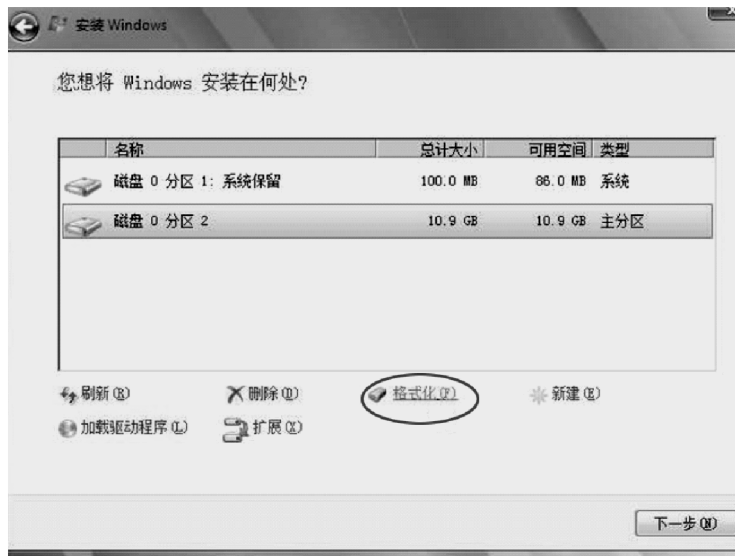 安装 Windows
您想将 Windows 安装在何处?
名称 总计大小 可用空间 类型
磁盘 0 分区 1: 系统保留 100.0 MB 86.0 MB 系统
磁盘 0 分区 2 10.9 GB 10.9 GB 主分区
刷新(R) 删除(D) 格式化(F) 新建(E)
加载驱动程序(L) 扩展(X)
下一步(N)